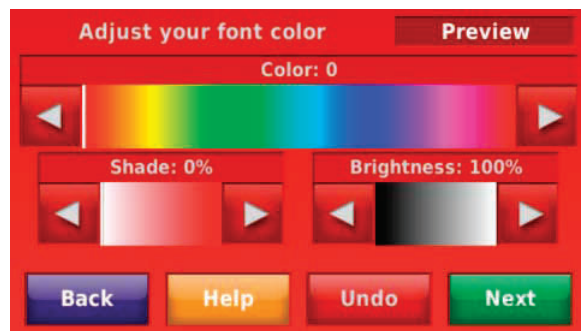 Adjust your font color
Preview
Color: 0
Shade: 0%
Brightness: 100%
Back
Help
Undo
Next